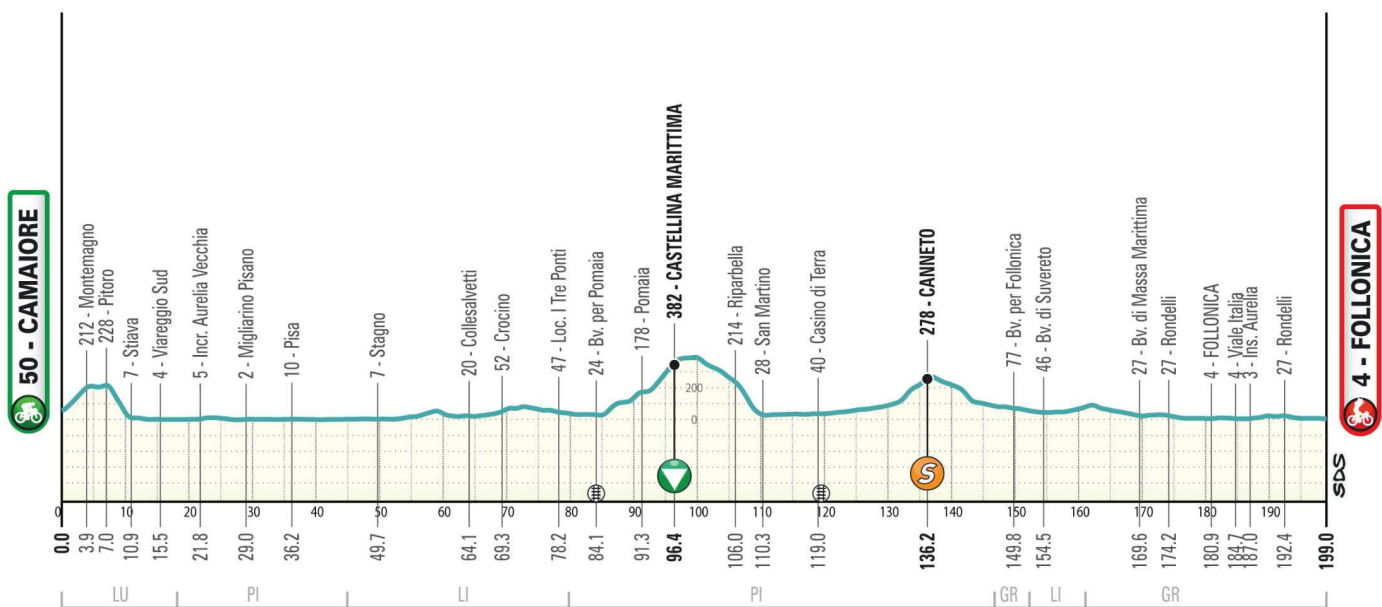 50 - CAMAIORE
212 - Montemagno
228 - Pitoro
7 - Stiava
4 - Viareggio Sud
5 - Incr. Aurelia Vecchia
2 - Migliarino Pisano
10 - Pisa
7 - Stagno
20 - Collesalvetti
52 - Crocino
47 - Loc. I Tre Ponti
24 - Bv. per Pomaia
178 - Pomaia
382 - CASTELLINA MARITTIMA
214 - Riparbella
28 - San Martino
40 - Casino di Terra
278 - CANNETO
77 - Bv. per Follonica
46 - Bv. di Suvereto
27 - Bv. di Massa Marittima
27 - Rondelli
4 - FOLLONICA
4 - Viale Italia
3 - Ins. Aurelia
27 - Rondelli
4 - FOLLONICA
200
0
S
SDS
0 10 20 30 40 50 60 70 80 90 100 110 120 130 140 150 160 170 180 190
0.0 3.9 7.0 10.9 15.5 21.8 29.0 36.2 49.7 64.1 69.3 78.2 84.1 91.3 96.4 106.0 110.3 119.0 136.2 149.8 154.5 169.6 174.2 180.9 184.7 187.0 192.4 199.0
LU PI LI PI GR LI GR